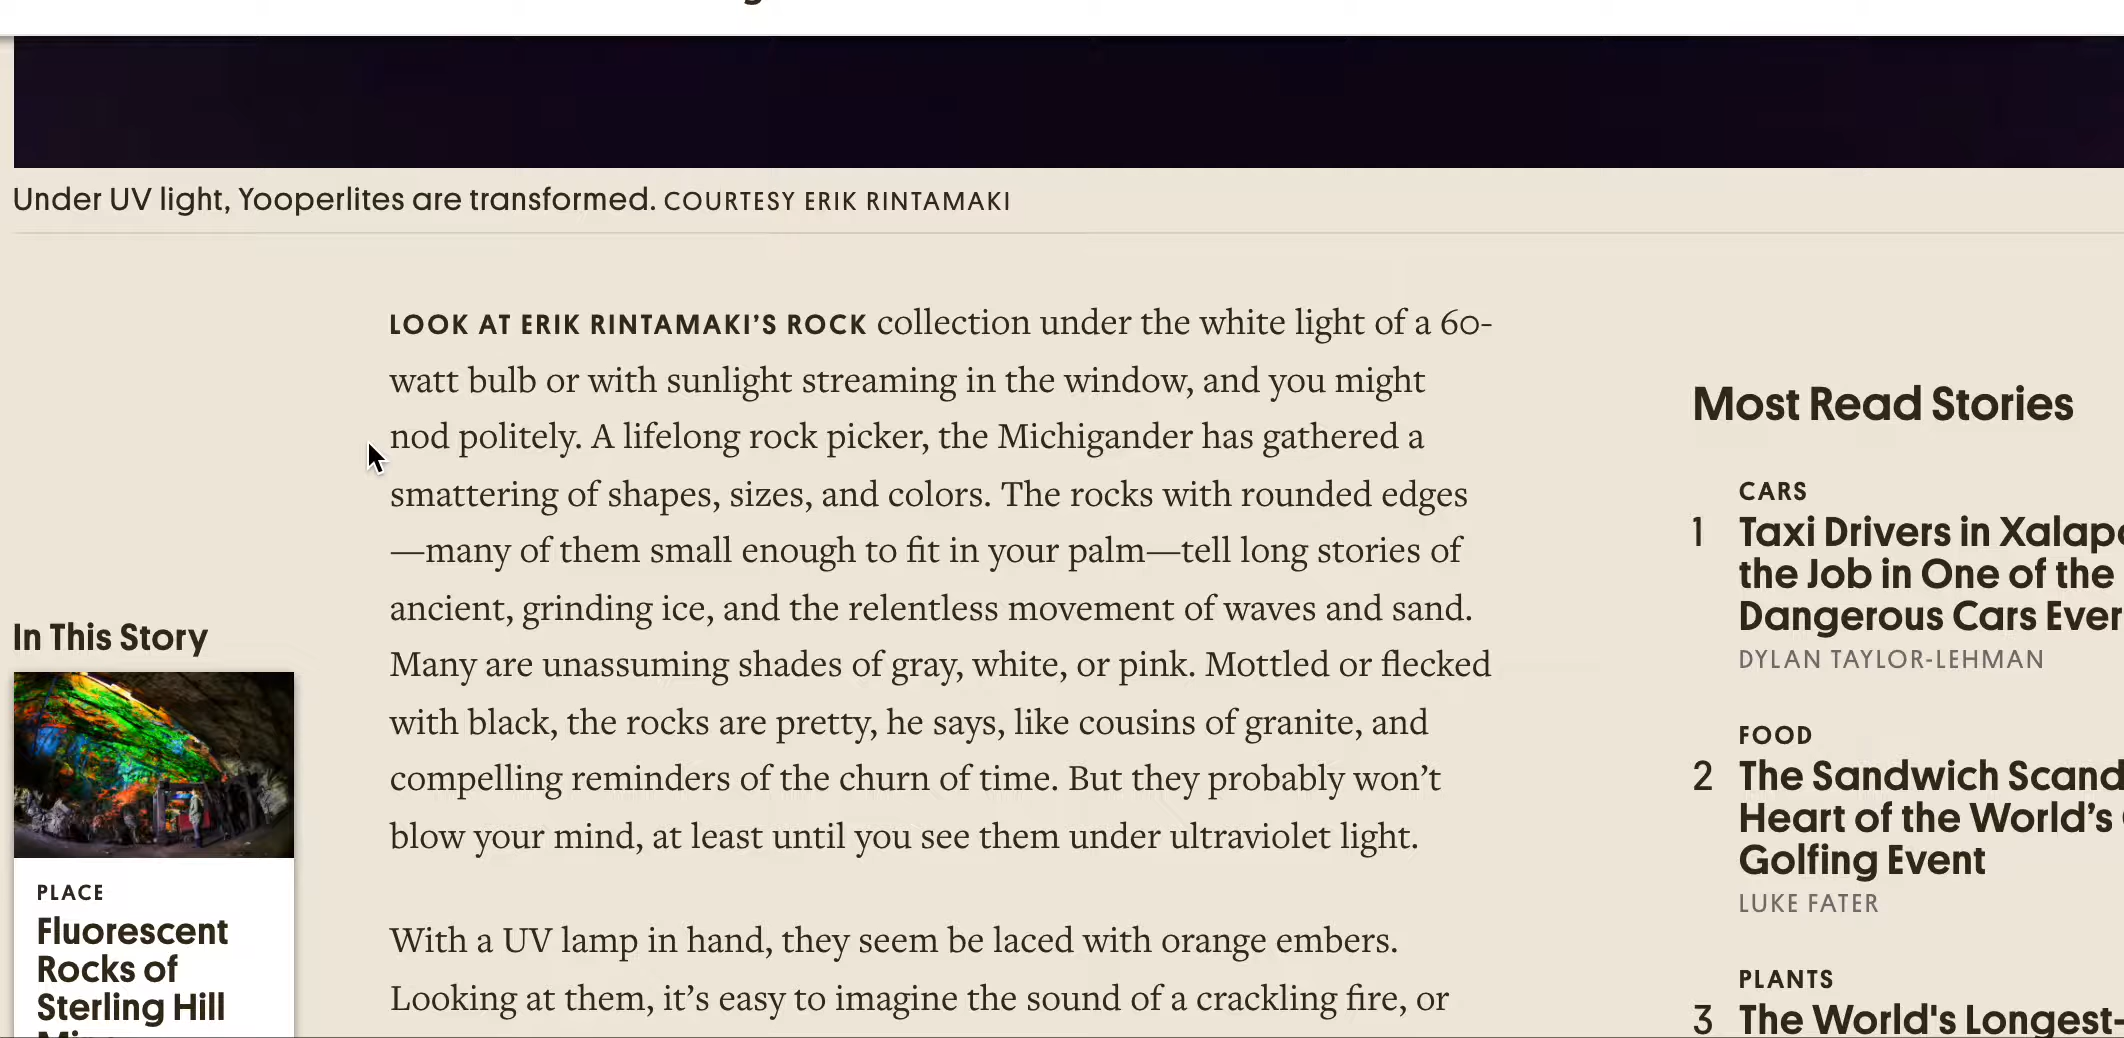 Under UV light, Yooperlites are transformed. COURTESY ERIK RINTAMAKI
LOOK AT ERIK RINTAMAKI’S ROCK collection under the white light of a 60-
watt bulb or with sunlight streaming in the window, and you might
nod politely. A lifelong rock picker, the Michigander has gathered a
smattering of shapes, sizes, and colors. The rocks with rounded edges
—many of them small enough to fit in your palm—tell long stories of
ancient, grinding ice, and the relentless movement of waves and sand.
Many are unassuming shades of gray, white, or pink. Mottled or flecked
with black, the rocks are pretty, he says, like cousins of granite, and
compelling reminders of the churn of time. But they probably won’t
blow your mind, at least until you see them under ultraviolet light.
With a UV lamp in hand, they seem be laced with orange embers.
Looking at them, it’s easy to imagine the sound of a crackling fire, or
In This Story
PLACE
Fluorescent
Rocks of
Sterling Hill
Most Read Stories
CARS
1 Taxi Drivers in
the Job in One of the
Dangerous Cars Ever
DYLAN TAYLOR-LEHMAN
FOOD
2 The Sandwich
Heart of the World’s
Golfing Event
LUKE FATER
PLANTS
3 The World's Longest-